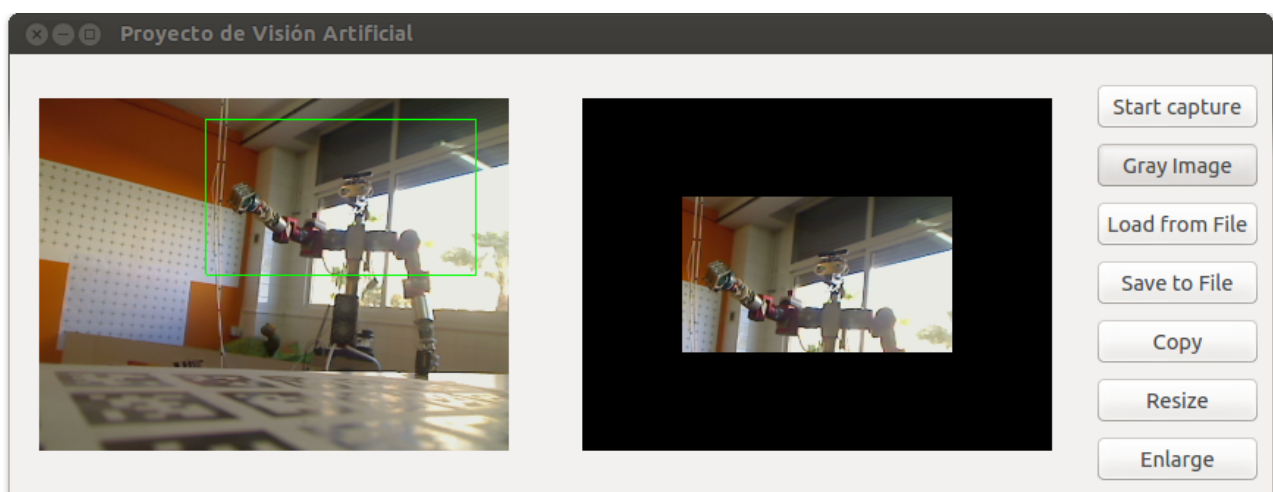 Proyecto de Visión Artificial
Start capture
Gray Image
Load from File
Save to File
Copy
Resize
Enlarge